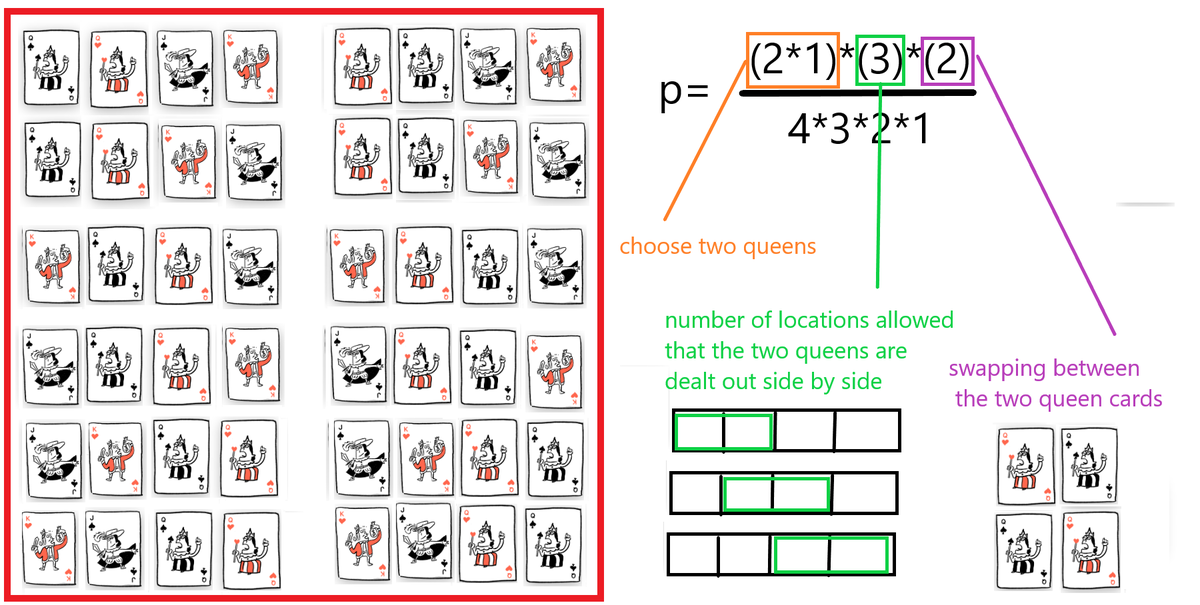 (2*1)*(3)*(2)
p=
4*3*2*1
choose two queens
number of locations allowed
that the two queens are
dealt out side by side
swapping between
the two queen cards